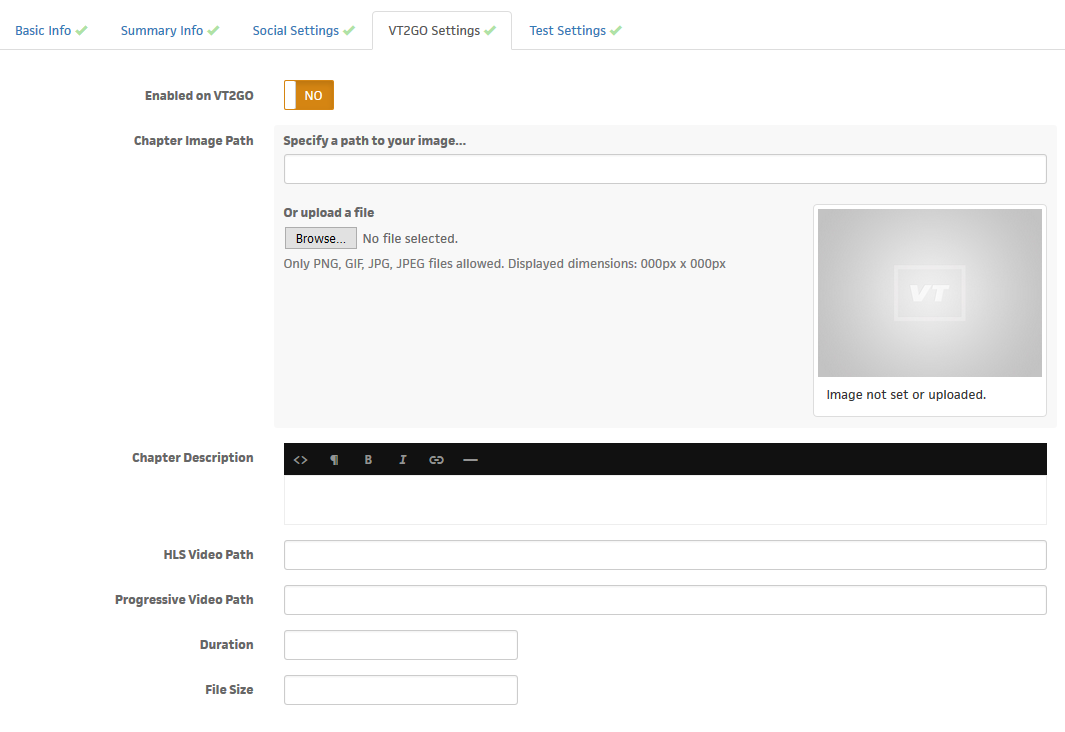 Basic Info Summary Info Social Settings VT2GO Settings Test Settings
Enabled on VT2GO NO
Chapter Image Path Specify a path to your image...
Or upload a file
Browse... No file selected.
Only PNG, GIF, JPG, JPEG files allowed. Displayed dimensions: 000px x 000px
VT
Image not set or uploaded.
Chapter Description <> ¶ B I
HLS Video Path
Progressive Video Path
Duration
File Size